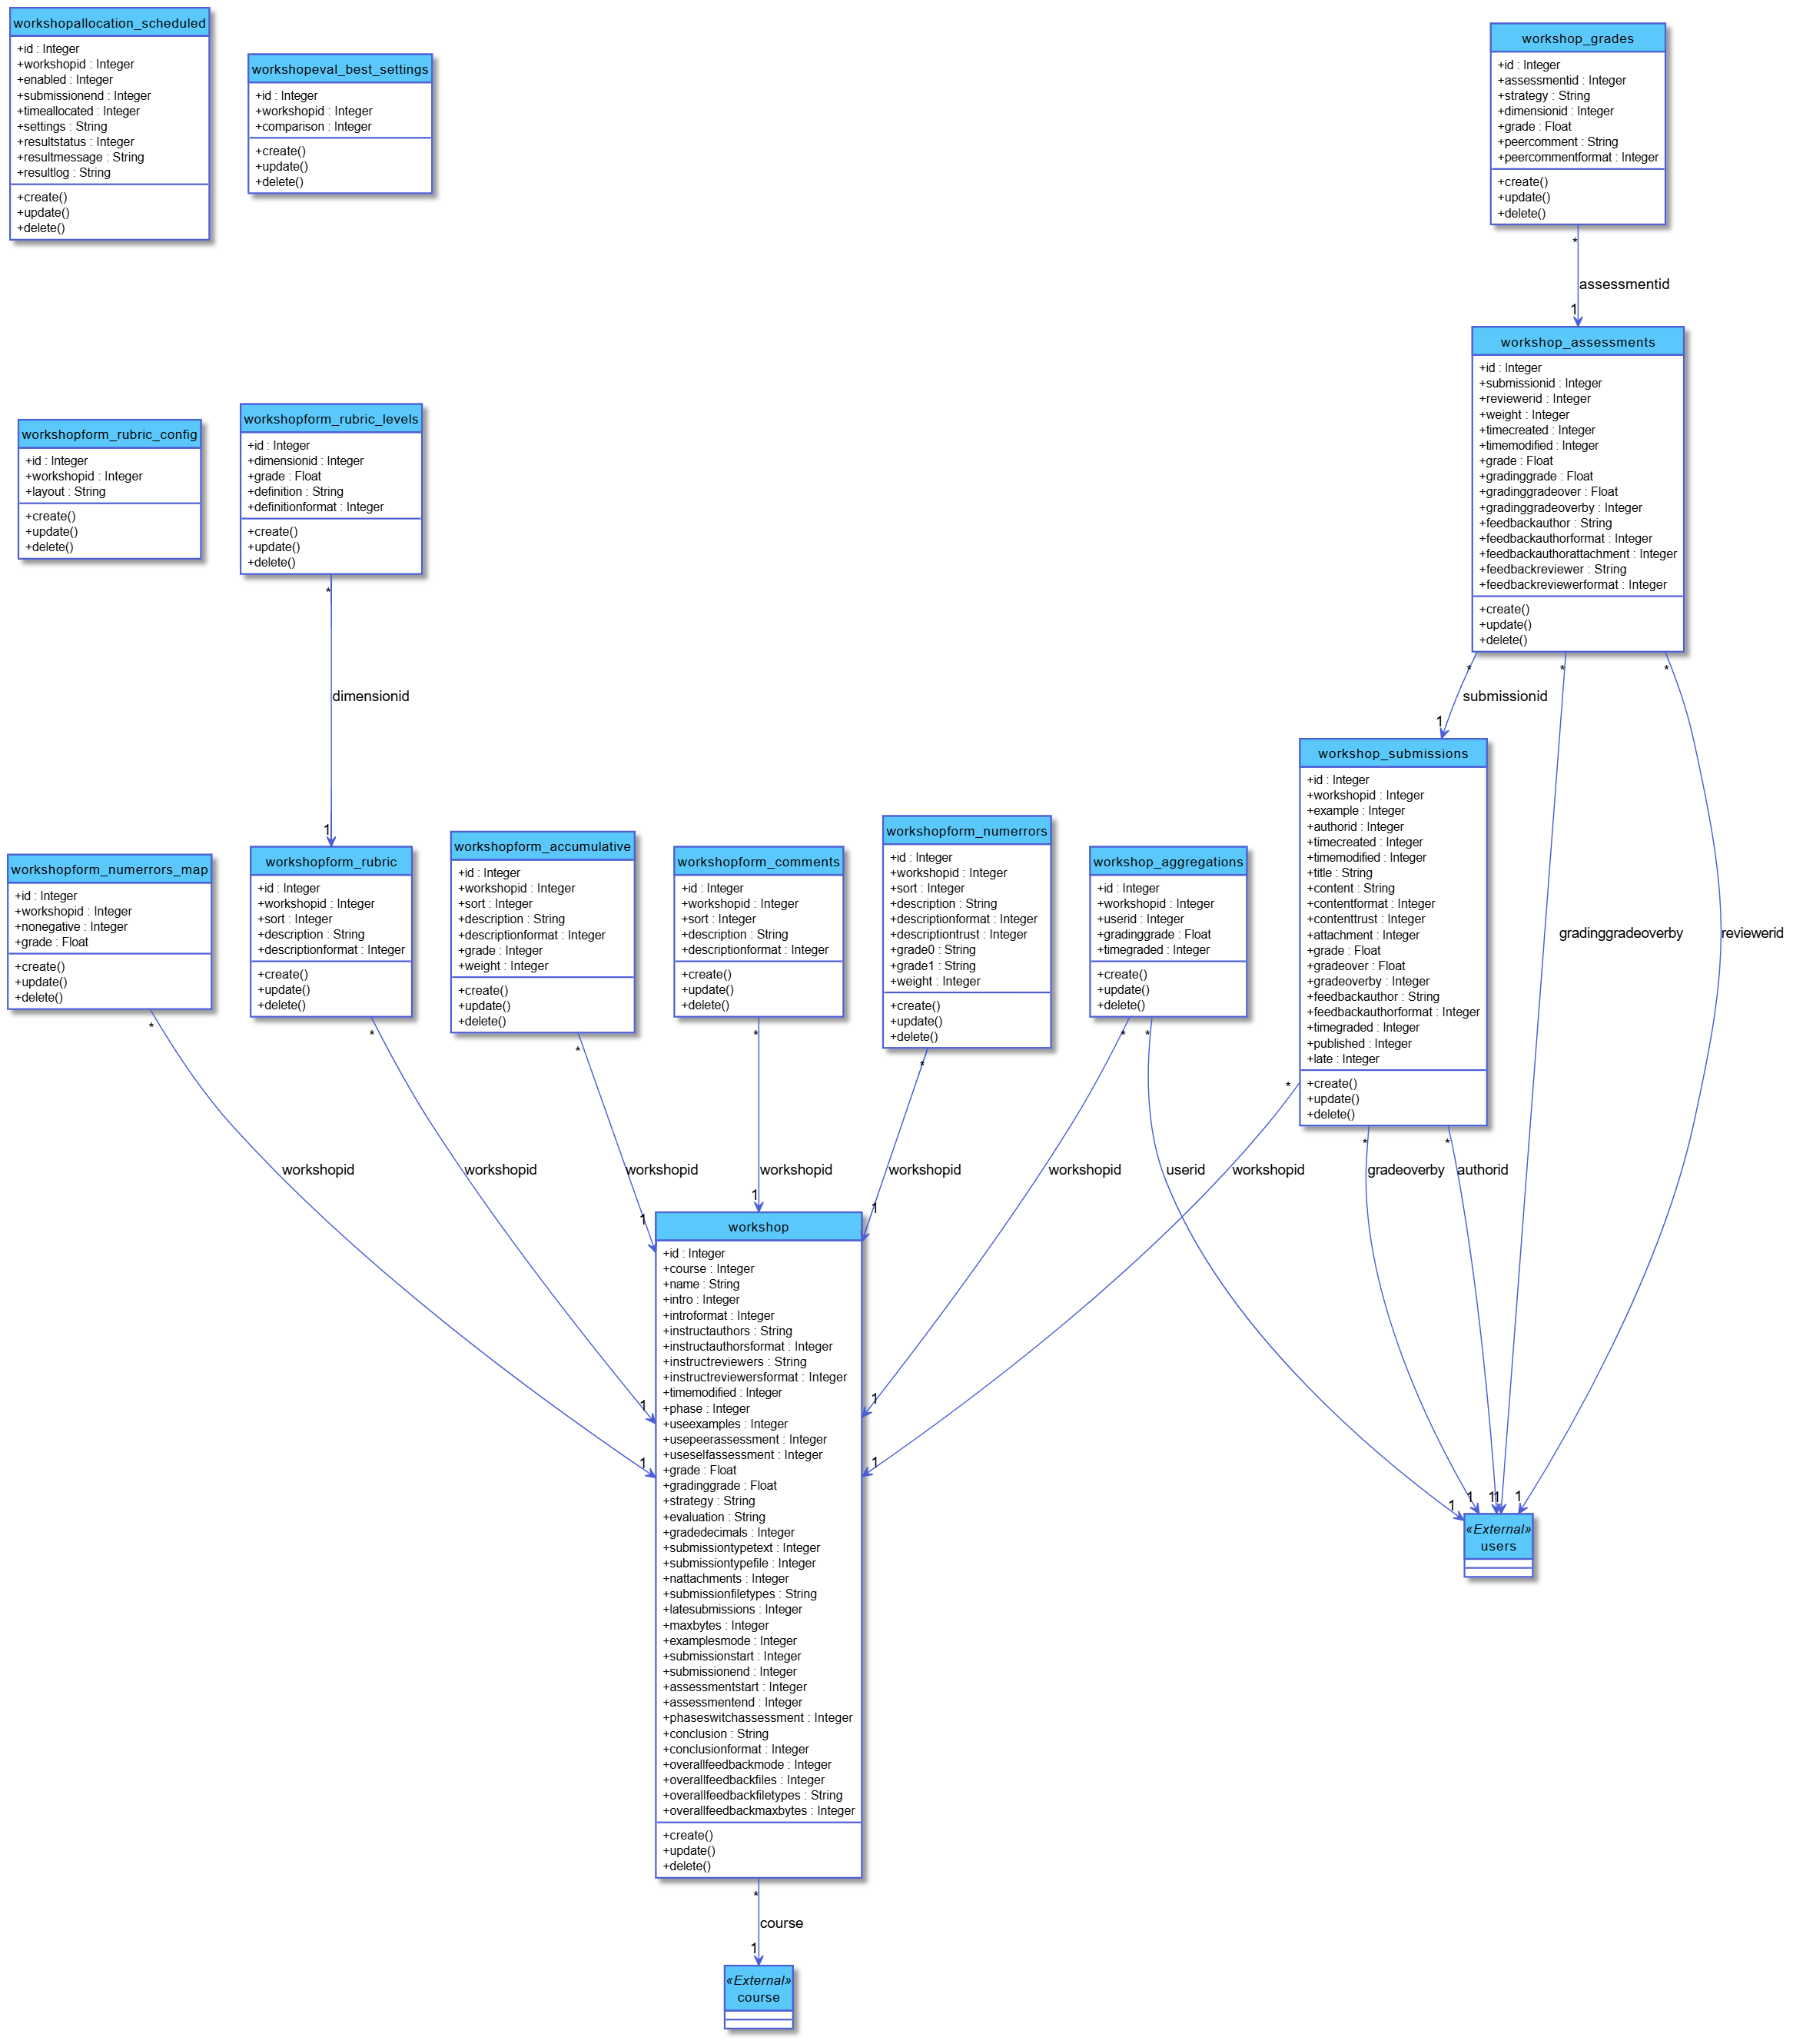 workshopallocation_scheduled
+id : Integer
+workshopid : Integer
+enabled : Integer
+submissionend : Integer
+timeallocated : Integer
+settings : String
+resultstatus : Integer
+resultmessage : String
+resultlog : String
+create()
+update()
+delete()
workshopeval_best_settings
+id : Integer
+workshopid : Integer
+comparison : Integer
+create()
+update()
+delete()
workshop_grades
+id : Integer
+assessmentid : Integer
+strategy : String
+dimensionid : Integer
+grade : Float
+peercomment : String
+peercommentformat : Integer
+create()
+update()
+delete()
*
assessmentid
1
workshop_assessments
+id : Integer
+submissionid : Integer
+reviewerid : Integer
+weight : Integer
+timecreated : Integer
+timemodified : Integer
+grade : Float
+gradinggrade : Float
+gradinggradeover : Float
+gradinggradeoverby : Integer
+feedbackauthor : String
+feedbackauthorformat : Integer
+feedbackauthorattachment : Integer
+feedbackreviewer : String
+feedbackreviewerformat : Integer
+create()
+update()
+delete()
workshopform_rubric_config
+id : Integer
+workshopid : Integer
+layout : String
+create()
+update()
+delete()
workshopform_rubric_levels
+id : Integer
+dimensionid : Integer
+grade : Float
+definition : String
+definitionformat : Integer
+create()
+update()
+delete()
*
dimensionid
1
* * *
submissionid
1
gradinggradeoverby
reviewerid
workshopform_numerrors_map
+id : Integer
+workshopid : Integer
+nonegative : Integer
+grade : Float
+create()
+update()
+delete()
workshopform_rubric
+id : Integer
+workshopid : Integer
+sort : Integer
+description : String
+descriptionformat : Integer
+create()
+update()
+delete()
workshopform_accumulative
+id : Integer
+workshopid : Integer
+sort : Integer
+description : String
+descriptionformat : Integer
+grade : Integer
+weight : Integer
+create()
+update()
+delete()
workshopform_comments
+id : Integer
+workshopid : Integer
+sort : Integer
+description : String
+descriptionformat : Integer
+create()
+update()
+delete()
workshopform_numerrors
+id : Integer
+workshopid : Integer
+sort : Integer
+description : String
+descriptionformat : Integer
+descriptiontrust : Integer
+grade0 : String
+grade1 : String
+weight : Integer
+create()
+update()
+delete()
workshop_aggregations
+id : Integer
+workshopid : Integer
+userid : Integer
+gradinggrade : Float
+timegraded : Integer
+create()
+update()
+delete()
workshop_submissions
+id : Integer
+workshopid : Integer
+example : Integer
+authorid : Integer
+timecreated : Integer
+timemodified : Integer
+title : String
+content : String
+contentformat : Integer
+contenttrust : Integer
+attachment : Integer
+grade : Float
+gradeover : Float
+gradeoverby : Integer
+feedbackauthor : String
+feedbackauthorformat : Integer
+timegraded : Integer
+published : Integer
+late : Integer
+create()
+update()
+delete()
* * * * * * * * * *
workshopid workshopid workshopid workshopid workshopid workshopid userid workshopid gradeoverby authorid
1 1 1 1 1 1 1
workshop
+id : Integer
+course : Integer
+name : String
+intro : Integer
+introformat : Integer
+instructauthors : String
+instructauthorsformat : Integer
+instructreviewers : String
+instructreviewersformat : Integer
+timemodified : Integer
+phase : Integer
+useexamples : Integer
+usepeerassessment : Integer
+useselfassessment : Integer
+grade : Float
+gradinggrade : Float
+strategy : String
+evaluation : String
+gradedecimals : Integer
+submissiontypetext : Integer
+submissiontypefile : Integer
+nattachments : Integer
+submissionfiletypes : String
+latesubmissions : Integer
+maxbytes : Integer
+examplesmode : Integer
+submissionstart : Integer
+submissionend : Integer
+assessmentstart : Integer
+assessmentend : Integer
+phaseswitchassessment : Integer
+conclusion : String
+conclusionformat : Integer
+overallfeedbackmode : Integer
+overallfeedbackfiles : Integer
+overallfeedbackfiletypes : String
+overallfeedbackmaxbytes : Integer
+create()
+update()
+delete()
1 1 1 1 1
«External»
users
*
course
1
«External»
course